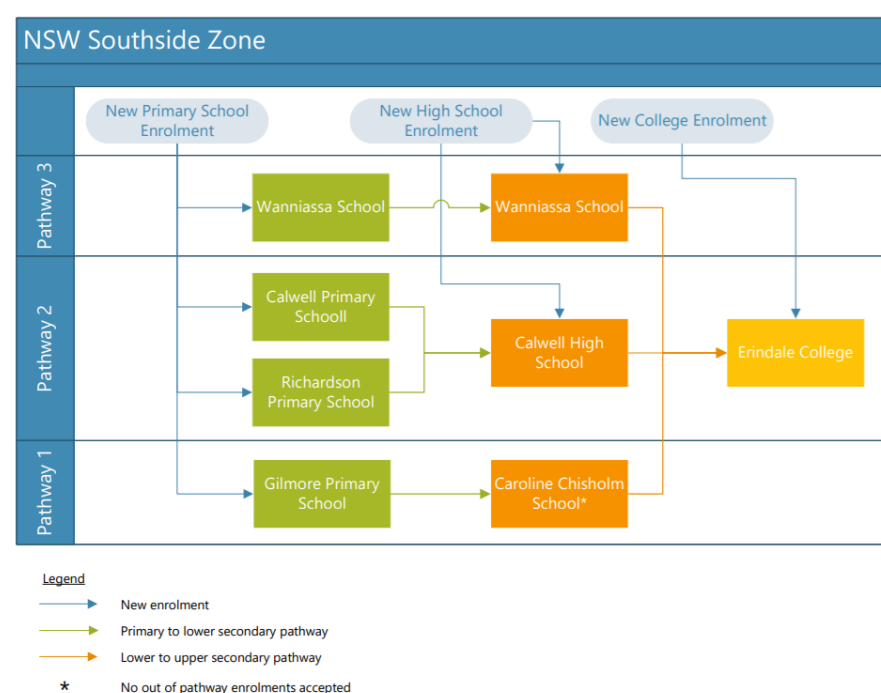 NSW Southside Zone
New Primary School
Enrolment
New High School
Enrolment
New College Enrolment
Pathway 3
Wanniassa School
Wanniassa School
Pathway 2
Calwell Primary
Schooll
Richardson
Primary School
Calwell High
School
Erindale College
Pathway 1
Gilmore Primary
School
Caroline Chisholm
School*
Legend
New enrolment
Primary to lower secondary pathway
Lower to upper secondary pathway
* No out of pathway enrolments accepted